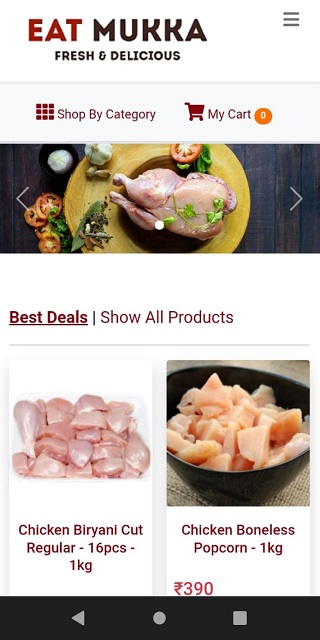 EAT MUKKA
FRESH & DELICIOUS
Shop By Category
My Cart 0
Best Deals | Show All Products
Chicken Biryani Cut
Regular - 16pcs -
1kg
Chicken Boneless
Popcorn - 1kg
₹390